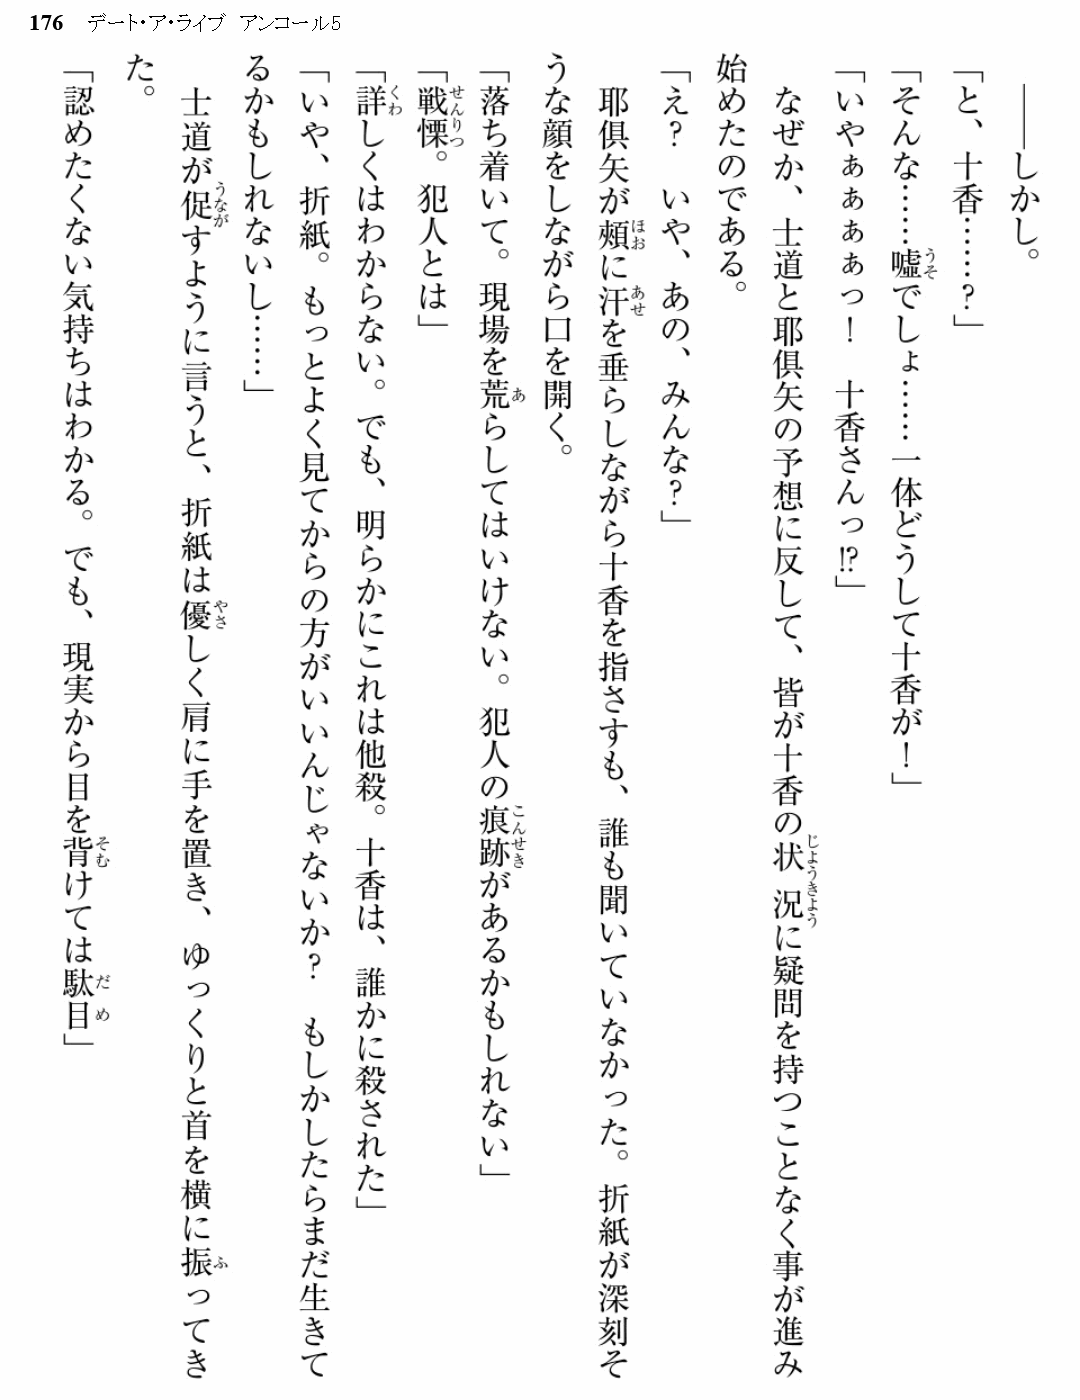 176 デート・ア・ライブ アンコール5
――しかし。
「と、十香……？」
「そんな……嘘でしょ……一体どうして十香が！」
「いやぁぁぁぁっ！　十香さんっ⁉」
なぜか、士道と耶倶矢の予想に反して、皆が十香の状況に疑問を持つことなく事が進み
始めたのである。
「え？　いや、あの、みんな？」
耶倶矢が頰に汗を垂らしながら十香を指さすも、誰も聞いていなかった。折紙が深刻そ
うな顔をしながら口を開く。
「落ち着いて。現場を荒らしてはいけない。犯人の痕跡があるかもしれない」
「戦慄。犯人とは」
「詳しくはわからない。でも、明らかにこれは他殺。十香は、誰かに殺された」
「いや、折紙。もっとよく見てからの方がいいんじゃないか？　もしかしたらまだ生きて
るかもしれないし……」
士道が促すように言うと、折紙は優しく肩に手を置き、ゆっくりと首を横に振ってき
た。
「認めたくない気持ちはわかる。でも、現実から目を背けては駄目」